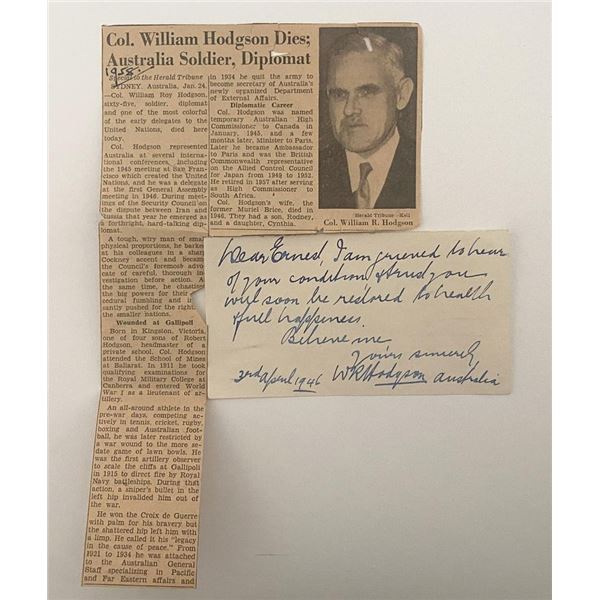 Col. William Hodgson Dies;
Australia Soldier, Diplomat
1958
Special to the Herald Tribune
SYDNEY, Australia, Jan. 24.
—Col. William Roy Hodgson,
sixty-five, soldier, diplomat
and one of the most colorful
of the early delegates to the
United Nations, died here
today.
Col. Hodgson represented
Australia at several interna-
tional conferences, including
the 1945 meeting at San Fran-
cisco which created the United
Nations, and he was a delegate
at the first General Assembly
meeting in 1946. During meet-
ings of the Security Council on
the dispute between Iran and
Russia that year he emerged as
a forthright, hard-talking dip-
lomat.
A tough, wiry man of small
physical proportions, he barked
at his colleagues in a sharp
Cockney accent and became
the Council's foremost advo-
cate of careful, thorough in-
vestigation before action. At
the same time, he chastised
the big powers for their pro-
cedural fumbling and in-
stantly pushed for the rights of
the smaller nations.
Wounded at Gallipoli
Born in Kingston, Victoria,
one of four sons of Robert
Hodgson, headmaster of a
private school, Col. Hodgson
attended the School of Mines
at Ballarat. In 1911 he took
qualifying examinations for
the Royal Military College at
Canberra and entered World
War I as a lieutenant of ar-
tillery.
An all-around athlete in the
pre-war days, competing ac-
tively in tennis, cricket, rugby,
boxing and Australian foot-
ball, he was later restricted by
a war wound to the more se-
date game of lawn bowls. He
was the first artillery observer
to scale the cliffs at Gallipoli
in 1915 to direct fire by Royal
Navy battleships. During that
action, a sniper's bullet in the
left hip invalided him out of the
war.
He won the Croix de Guerre
with palm for his bravery but
the shattered hip left him with
a limp. He called it his "legacy
in the cause of peace." From
1921 to 1934 he was attached
to the Australian General
Staff specializing in Pacific
and Far Eastern affairs and
in 1934 he quit the army to
become secretary of Australia's
newly organized Department
of External Affairs.
Diplomatic Career
Col. Hodgson was named
temporary Australian High
Commissioner to Canada in
January, 1945, and a few
months later, Minister to Paris.
Later he became Ambassador
to Paris and was the British
Commonwealth representative
on the Allied Control Council
for Japan from 1949 to 1952.
He retired in 1957 after serving
as High Commissioner to
South Africa.
Col. Hodgson's wife, the
former Muriel Brice, died in
1946. They had a son, Rodney,
and a daughter, Cynthia.
Herald Tribune—Kell
Col. William R. Hodgson
Dear Ernest, I am grieved to hear
of your condition & trust you
will soon be restored to health
& full happiness.
Believe me
Yours sincerely
3rd April 1946 WR Hodgson Australia